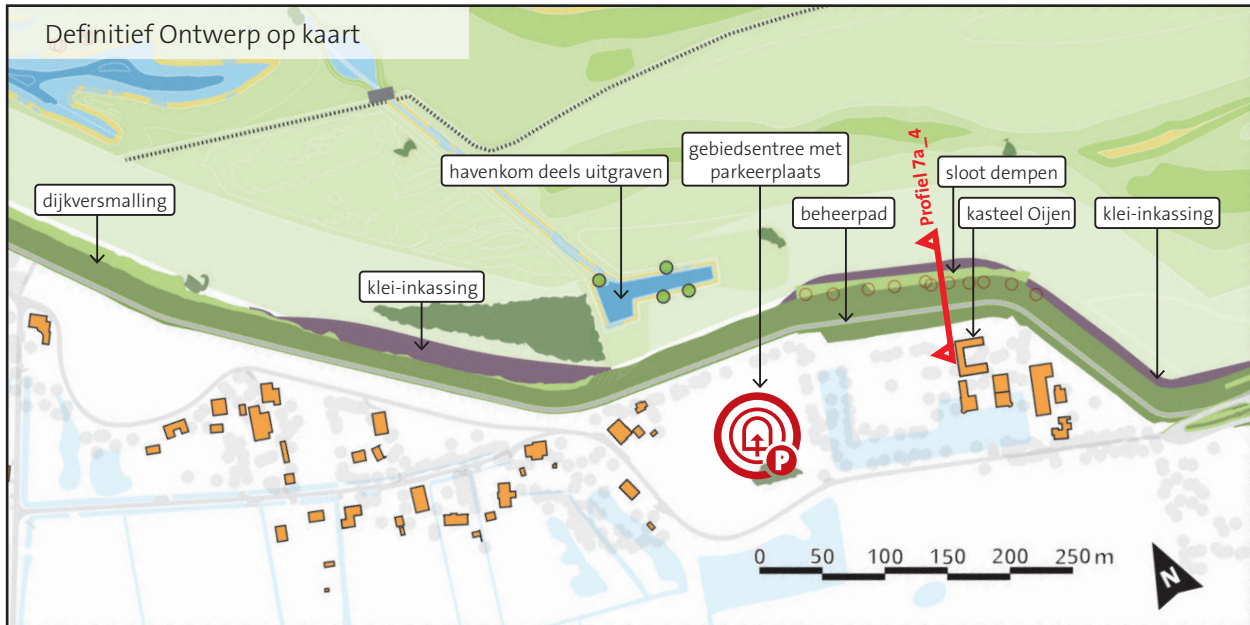 Definitief Ontwerp op kaart
dijkversmalling
klei-inkassing
havenkom deels uitgraven
gebiedsentree met
parkeerplaats
beheerpad
Profiel 7a_4
sloot dempen
kasteel Oijen
klei-inkassing
P
0 50 100 150 200 250 m
N